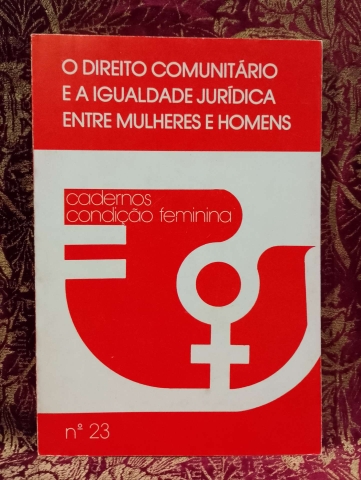 O DIREITO COMUNITÁRIO
E A IGUALDADE JURÍDICA
ENTRE MULHERES E HOMENS
cadernos
condição feminina
nº 23